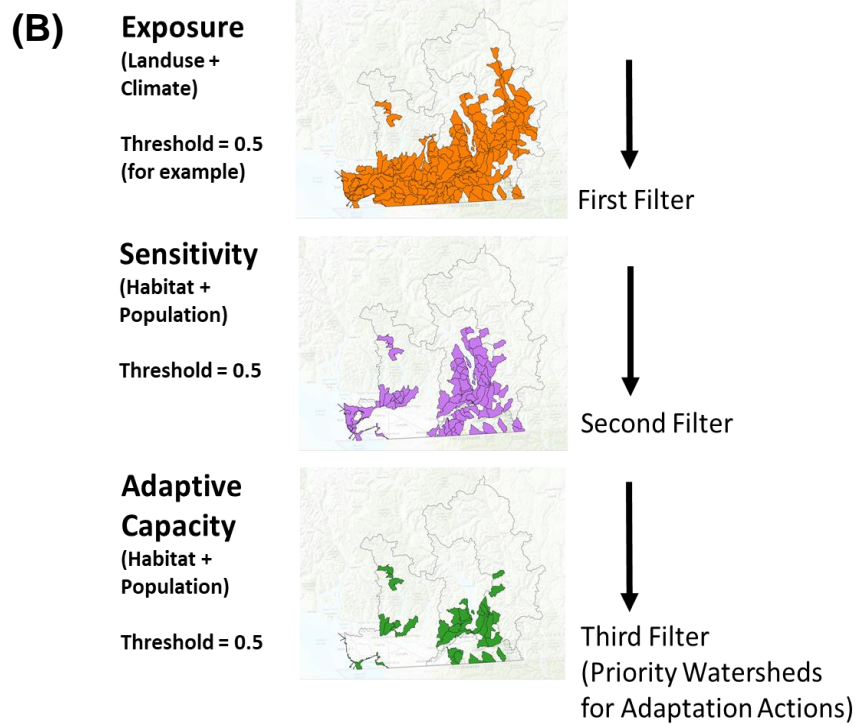 (B)
Exposure
(Landuse +
Climate)
Threshold = 0.5
(for example)
First Filter
Sensitivity
(Habitat +
Population)
Threshold = 0.5
Second Filter
Adaptive
Capacity
(Habitat +
Population)
Threshold = 0.5
Third Filter
(Priority Watersheds
for Adaptation Actions)